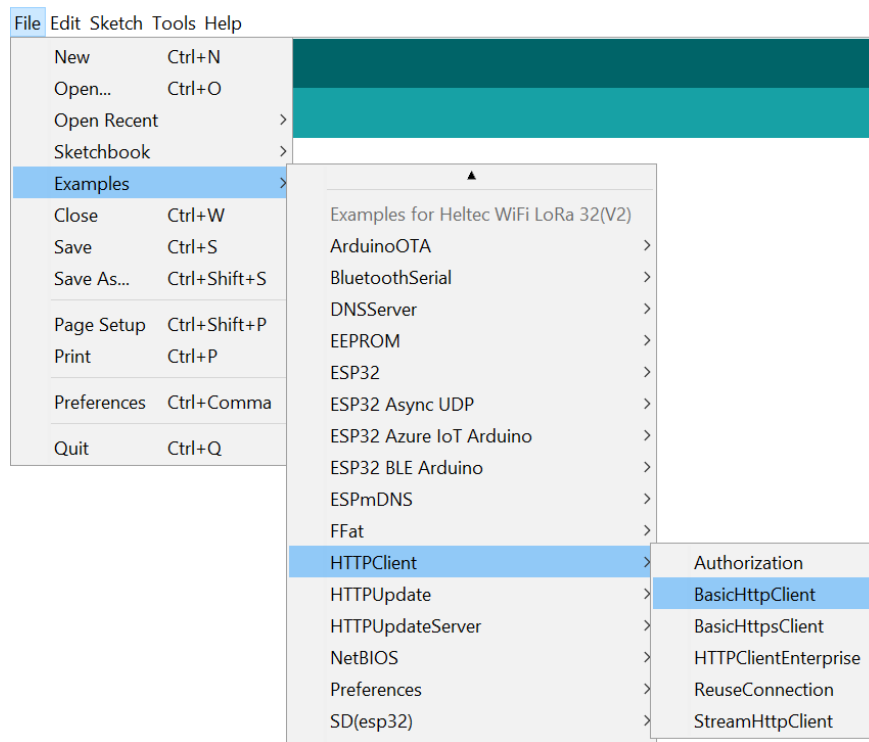 File Edit Sketch Tools Help
New Ctrl+N
Open... Ctrl+O
Open Recent
Sketchbook
Examples
Close Ctrl+W
Save Ctrl+S
Save As... Ctrl+Shift+S
Page Setup Ctrl+Shift+P
Print Ctrl+P
Preferences Ctrl+Comma
Quit Ctrl+Q
Examples for Heltec WiFi LoRa 32(V2)
ArduinoOTA
BluetoothSerial
DNSServer
EEPROM
ESP32
ESP32 Async UDP
ESP32 Azure IoT Arduino
ESP32 BLE Arduino
ESPmDNS
FFat
HTTPClient
HTTPUpdate
HTTPUpdateServer
NetBIOS
Preferences
SD(esp32)
Authorization
BasicHttpClient
BasicHttpsClient
HTTPClientEnterprise
ReuseConnection
StreamHttpClient